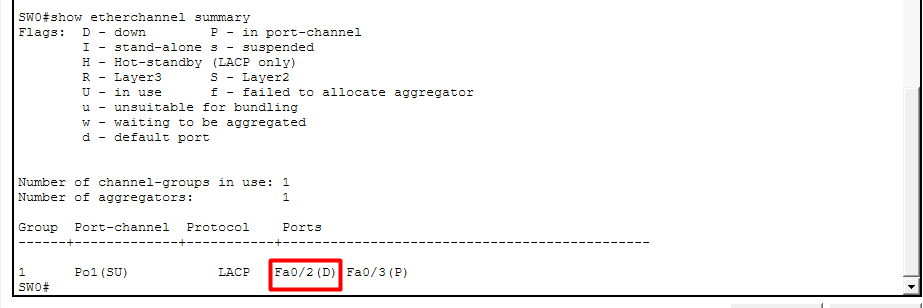 SW0#show etherchannel summary
Flags:  D - down        P - in port-channel
        I - stand-alone s - suspended
        H - Hot-standby (LACP only)
        R - Layer3      S - Layer2
        U - in use      f - failed to allocate aggregator
        u - unsuitable for bundling
        w - waiting to be aggregated
        d - default port
Number of channel-groups in use: 1
Number of aggregators:           1
Group  Port-channel  Protocol    Ports
------+-------------+-----------+----------------------------------------------
1      Po1(SU)           LACP   Fa0/2(D) Fa0/3(P)
SW0#